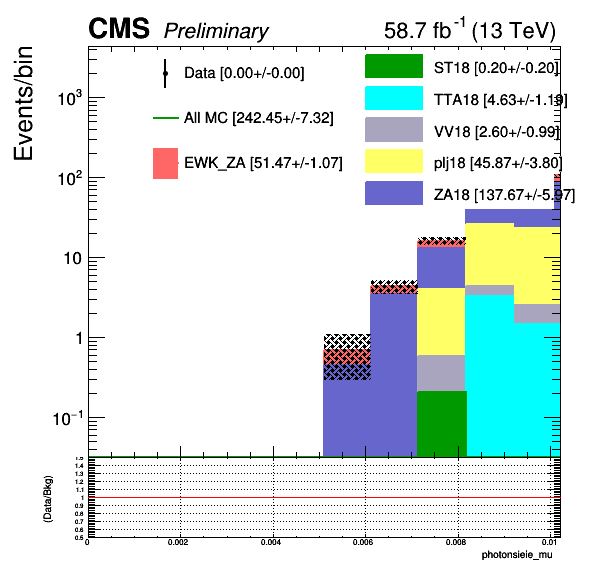 CMS Preliminary 58.7 fb⁻¹ (13 TeV)
Events/bin
Data [0.00+/-0.00]
All MC [242.45+/-7.32]
EWK_ZA [51.47+/-1.07]
ST18 [0.20+/-0.20]
TTA18 [4.63+/-1.19]
VV18 [2.60+/-0.99]
plj18 [45.87+/-3.80]
ZA18 [137.67+/-5.97]
10³
10²
10
1
10⁻¹
(Data/Bkg)
1.5
1.4
1.3
1.2
1.1
1
0.9
0.8
0.7
0.6
0.5
0 0.002 0.004 0.006 0.008 0.01
photonsieie_mu